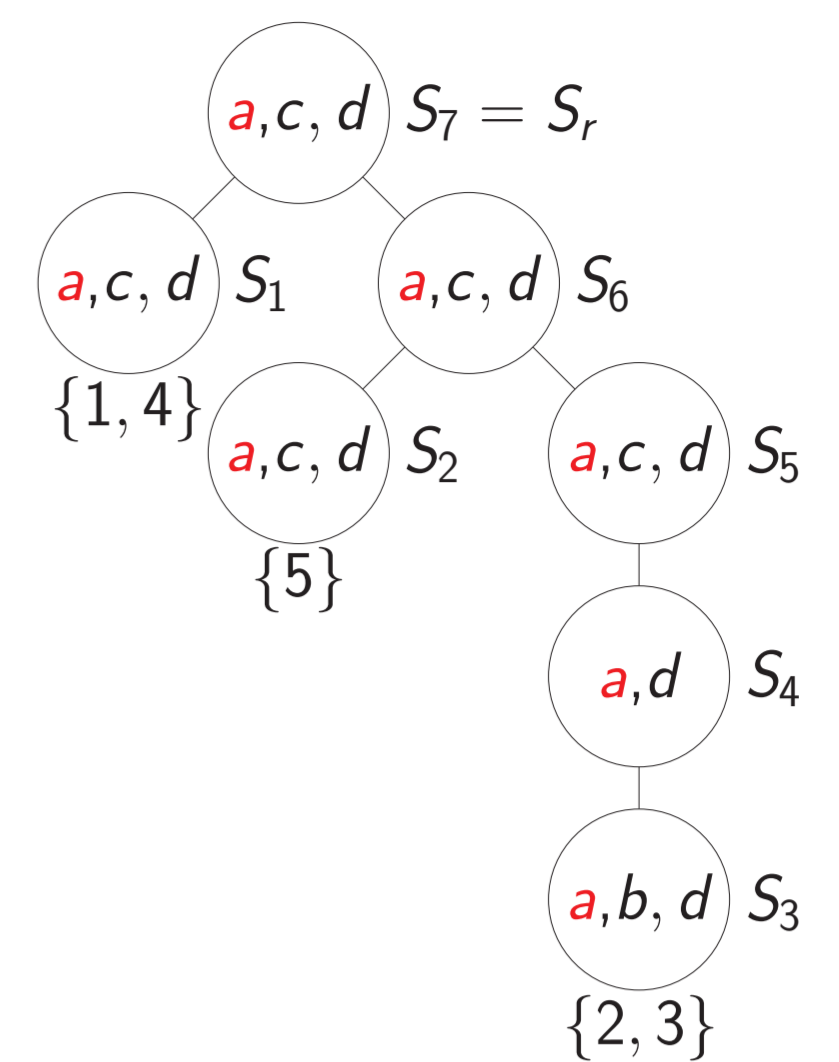 a,c, d S₇ = Sᵣ
a,c, d S₁
a,c, d S₆
{1, 4}
a,c, d S₂
a,c, d S₅
{5}
a,d S₄
a,b, d S₃
{2, 3}